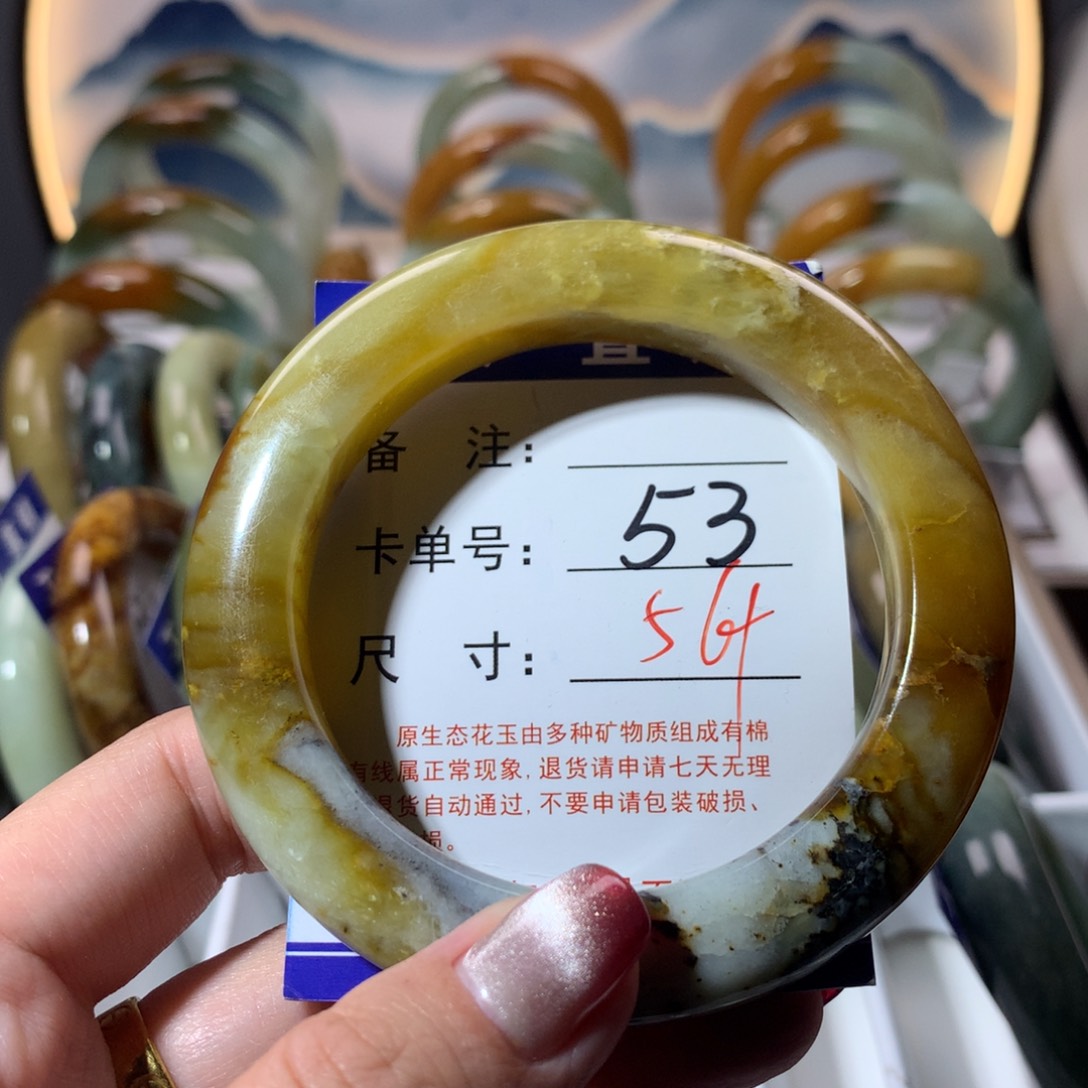 直
备 注:
卡单号: 53
尺 寸: 56
原生态花玉由多种矿物质组成有棉
有线属正常现象,退货请申请七天无理
退货自动通过,不要申请包装破损、
损。